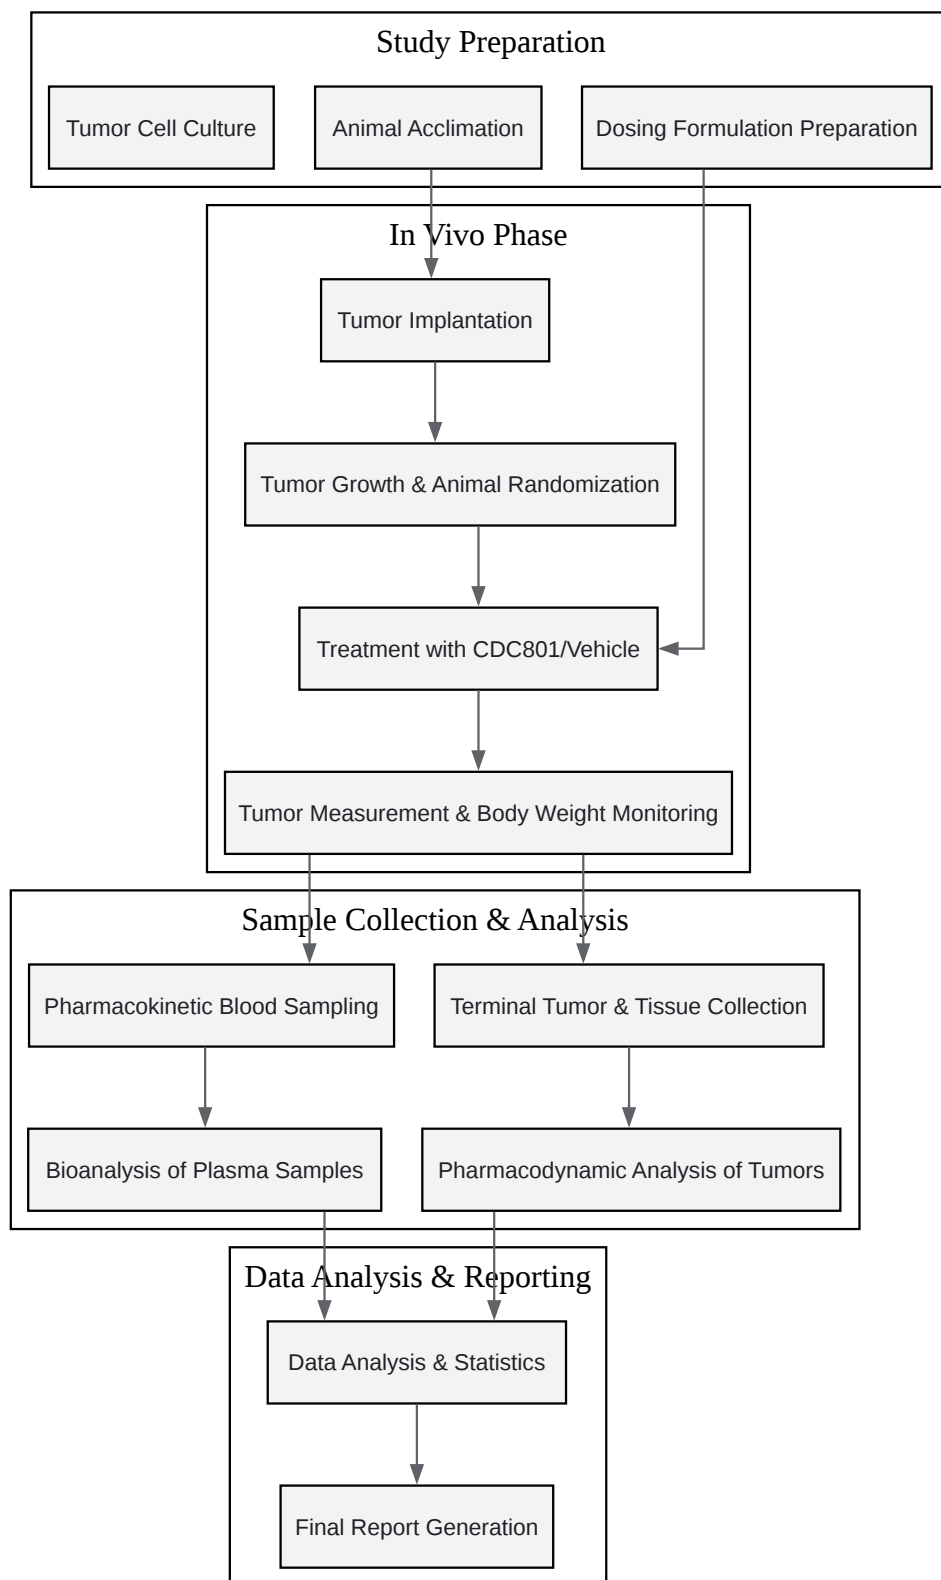 Study Preparation
Tumor Cell Culture
Animal Acclimation
Dosing Formulation Preparation
In Vivo Phase
Tumor Implantation
Tumor Growth & Animal Randomization
Treatment with CDC801/Vehicle
Tumor Measurement & Body Weight Monitoring
Sample Collection & Analysis
Pharmacokinetic Blood Sampling
Terminal Tumor & Tissue Collection
Bioanalysis of Plasma Samples
Pharmacodynamic Analysis of Tumors
Data Analysis & Reporting
Data Analysis & Statistics
Final Report Generation